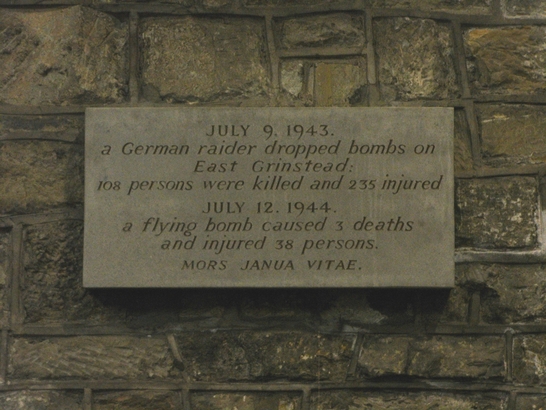 JULY 9. 1943.
a German raider dropped bombs on
East Grinstead:
108 persons were killed and 235 injured
JULY 12. 1944.
a flying bomb caused 3 deaths
and injured 38 persons.
MORS JANUA VITAE.